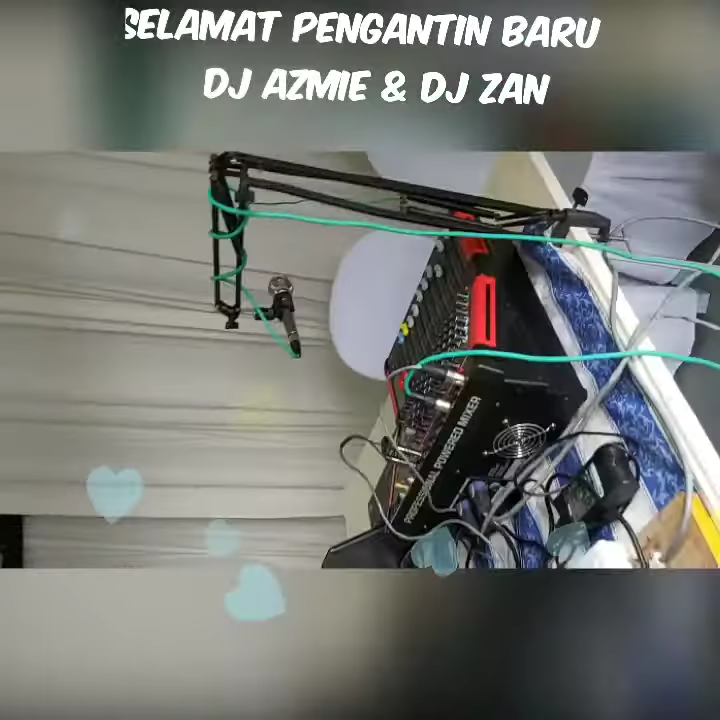 SELAMAT PENGANTIN BARU
DJ AZMIE & DJ ZAN
PROFESSIONAL POWERED MIXER